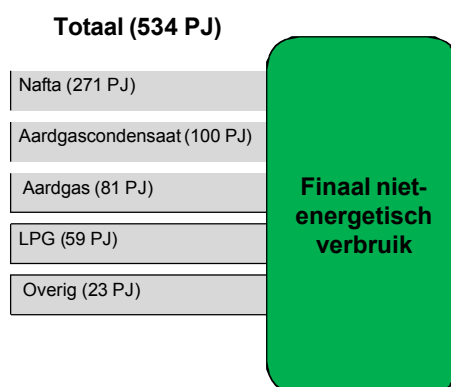 Totaal (534 PJ)
Nafta (271 PJ)
Aardgascondensaat (100 PJ)
Aardgas (81 PJ)
LPG (59 PJ)
Overig (23 PJ)
Finaal niet-
energetisch
verbruik